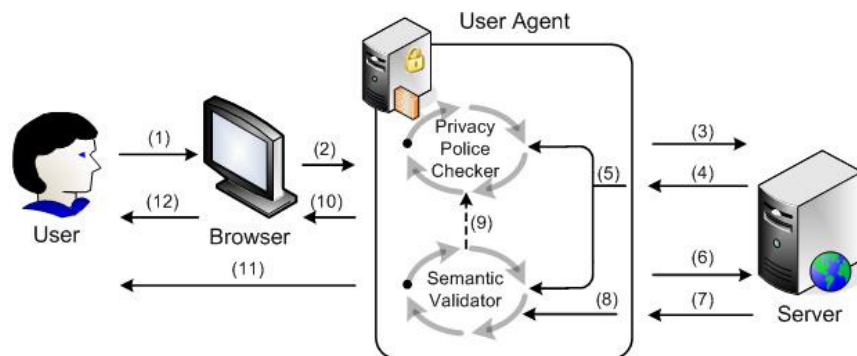 User Agent
(1)
(2)
Privacy
Police
Checker
(3)
(5)
(4)
(12)
(10)
User
Browser
(9)
(11)
Semantic
Validator
(6)
(8)
(7)
Server